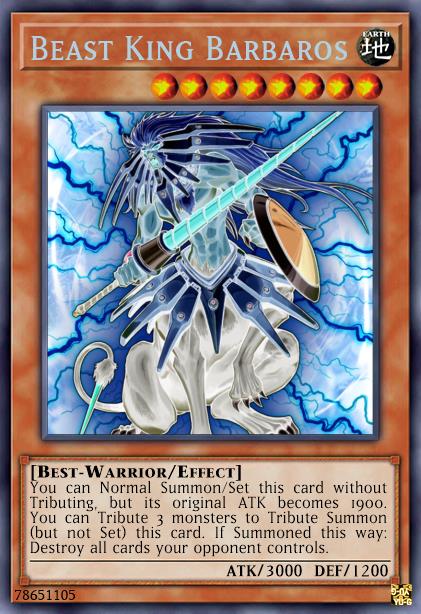 BEAST KING BARBAROS
EARTH
地
[BEST-WARRIOR/EFFECT]
You can Normal Summon/Set this card without
Tributing, but its original ATK becomes 1900.
You can Tribute 3 monsters to Tribute Summon
(but not Set) this card. If Summoned this way:
Destroy all cards your opponent controls.
ATK/3000 DEF/1200
78651105